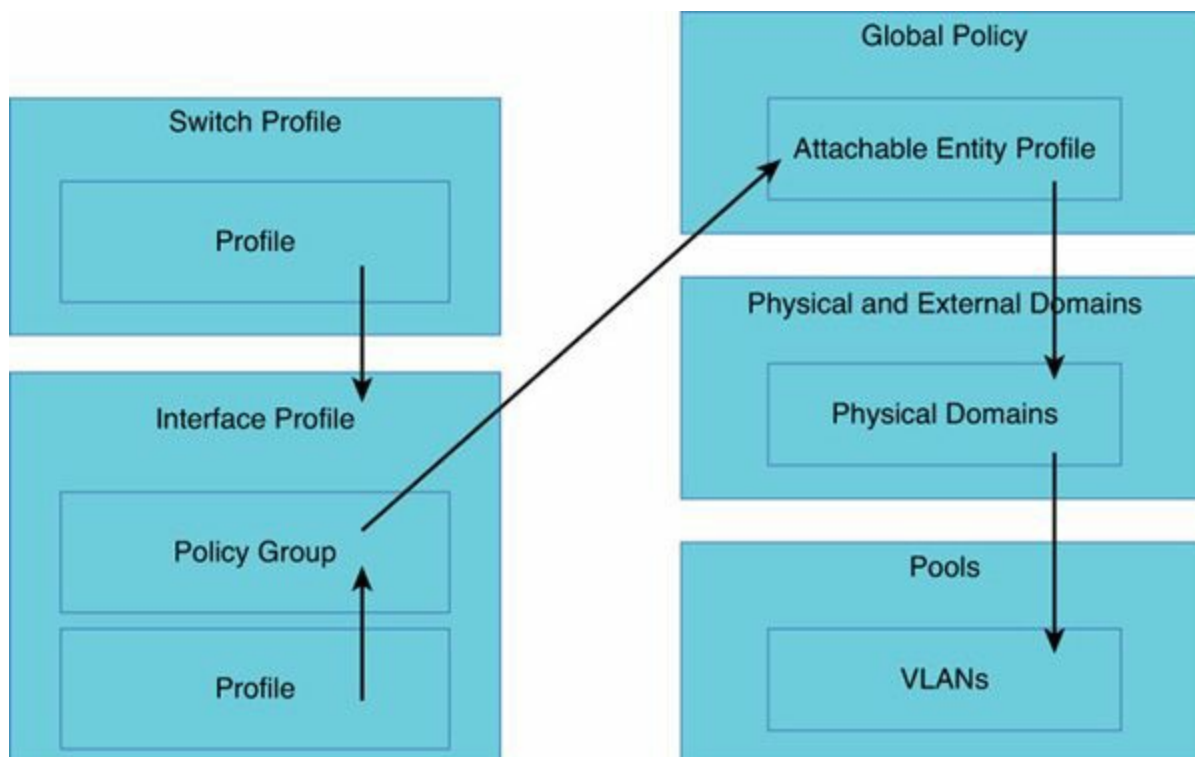 Switch Profile
Profile
Interface Profile
Policy Group
Profile
Global Policy
Attachable Entity Profile
Physical and External Domains
Physical Domains
Pools
VLANs